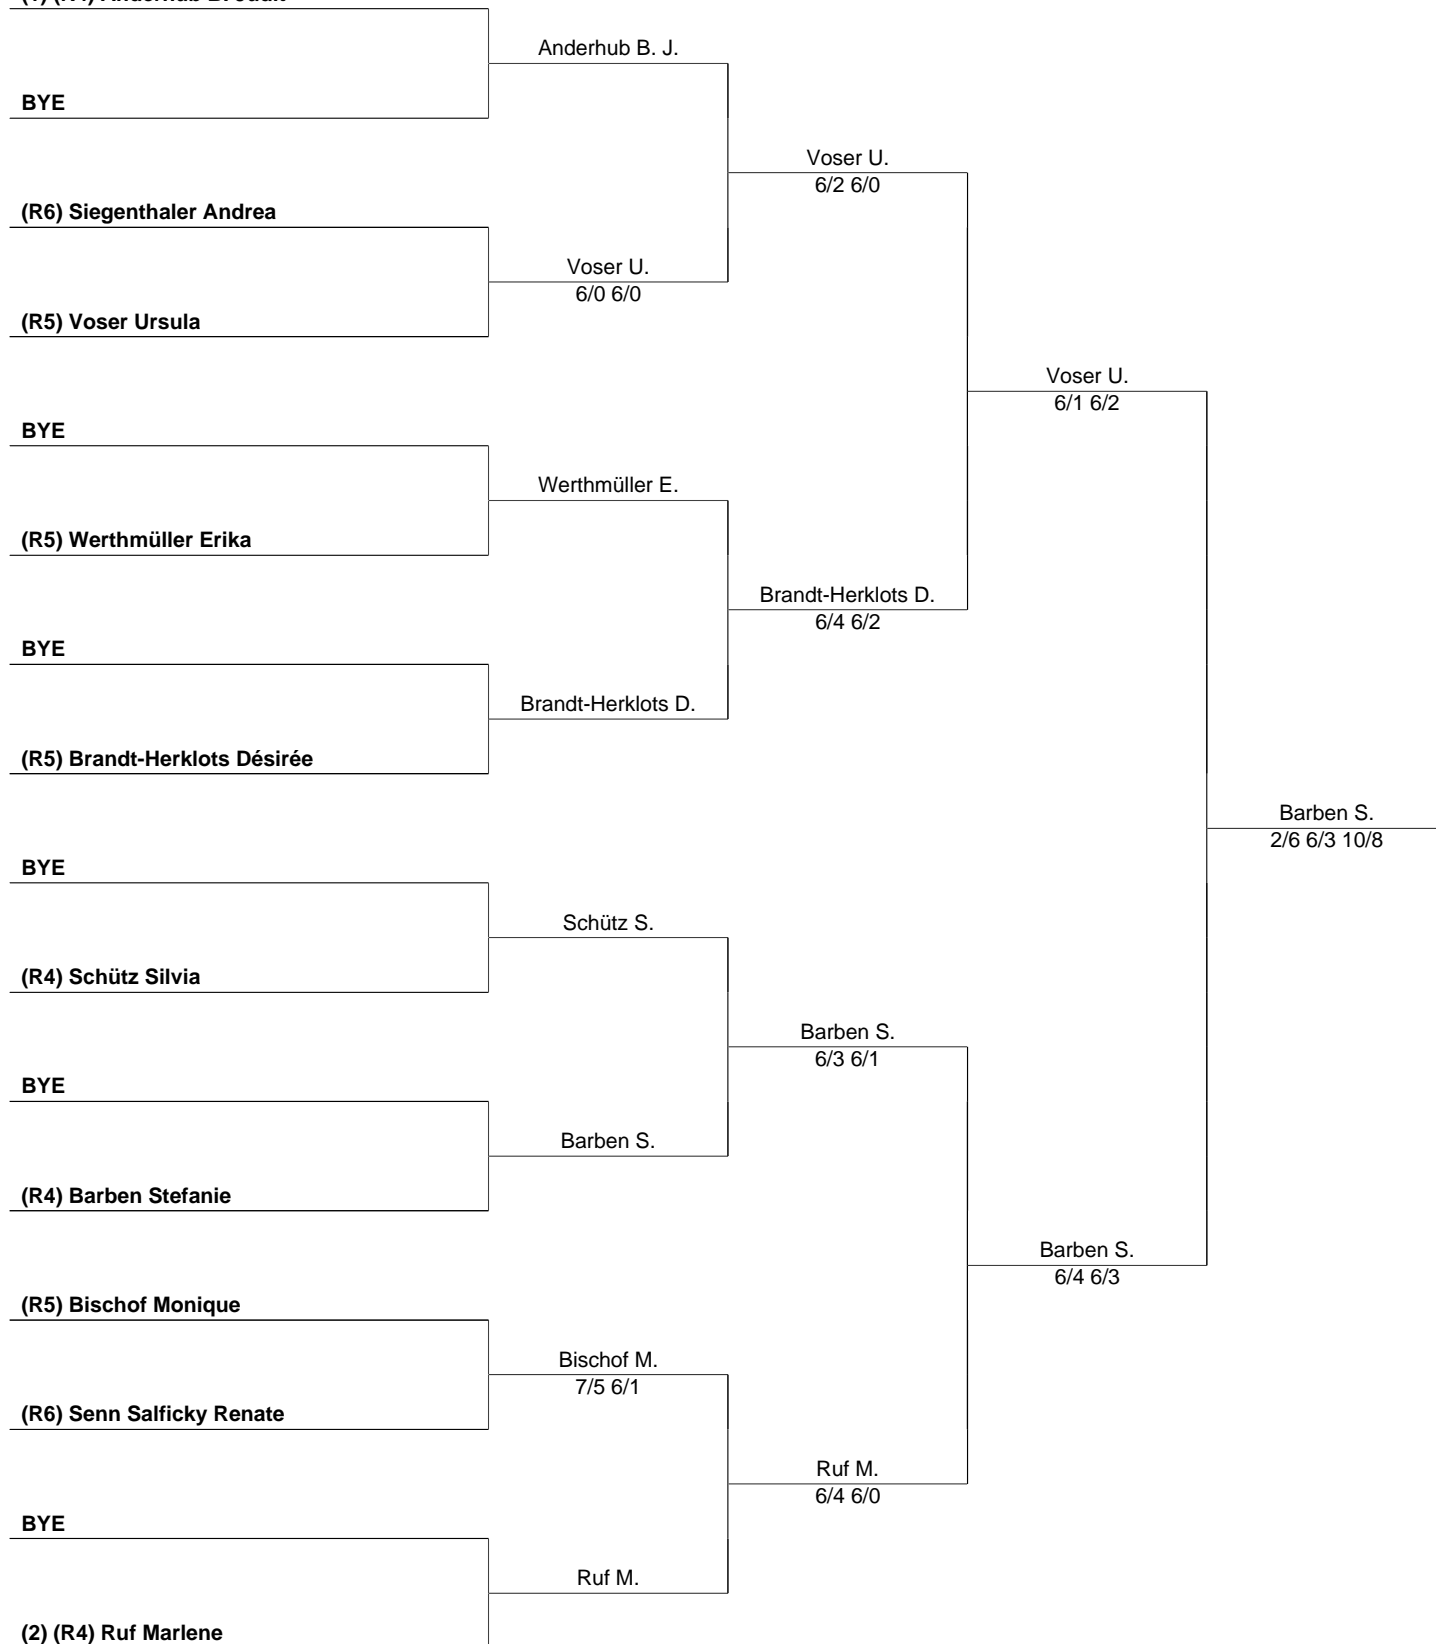 BYE
(R6) Siegenthaler Andrea
(R5) Voser Ursula
BYE
(R5) Werthmüller Erika
BYE
(R5) Brandt-Herklots Désirée
BYE
(R4) Schütz Silvia
BYE
(R4) Barben Stefanie
(R5) Bischof Monique
(R6) Senn Salficky Renate
BYE
(2) (R4) Ruf Marlene
Anderhub B. J.
Voser U.
6/0 6/0
Werthmüller E.
Brandt-Herklots D.
Schütz S.
Barben S.
Bischof M.
7/5 6/1
Ruf M.
Voser U.
6/2 6/0
Brandt-Herklots D.
6/4 6/2
Barben S.
6/3 6/1
Ruf M.
6/4 6/0
Voser U.
6/1 6/2
Barben S.
6/4 6/3
Barben S.
2/6 6/3 10/8